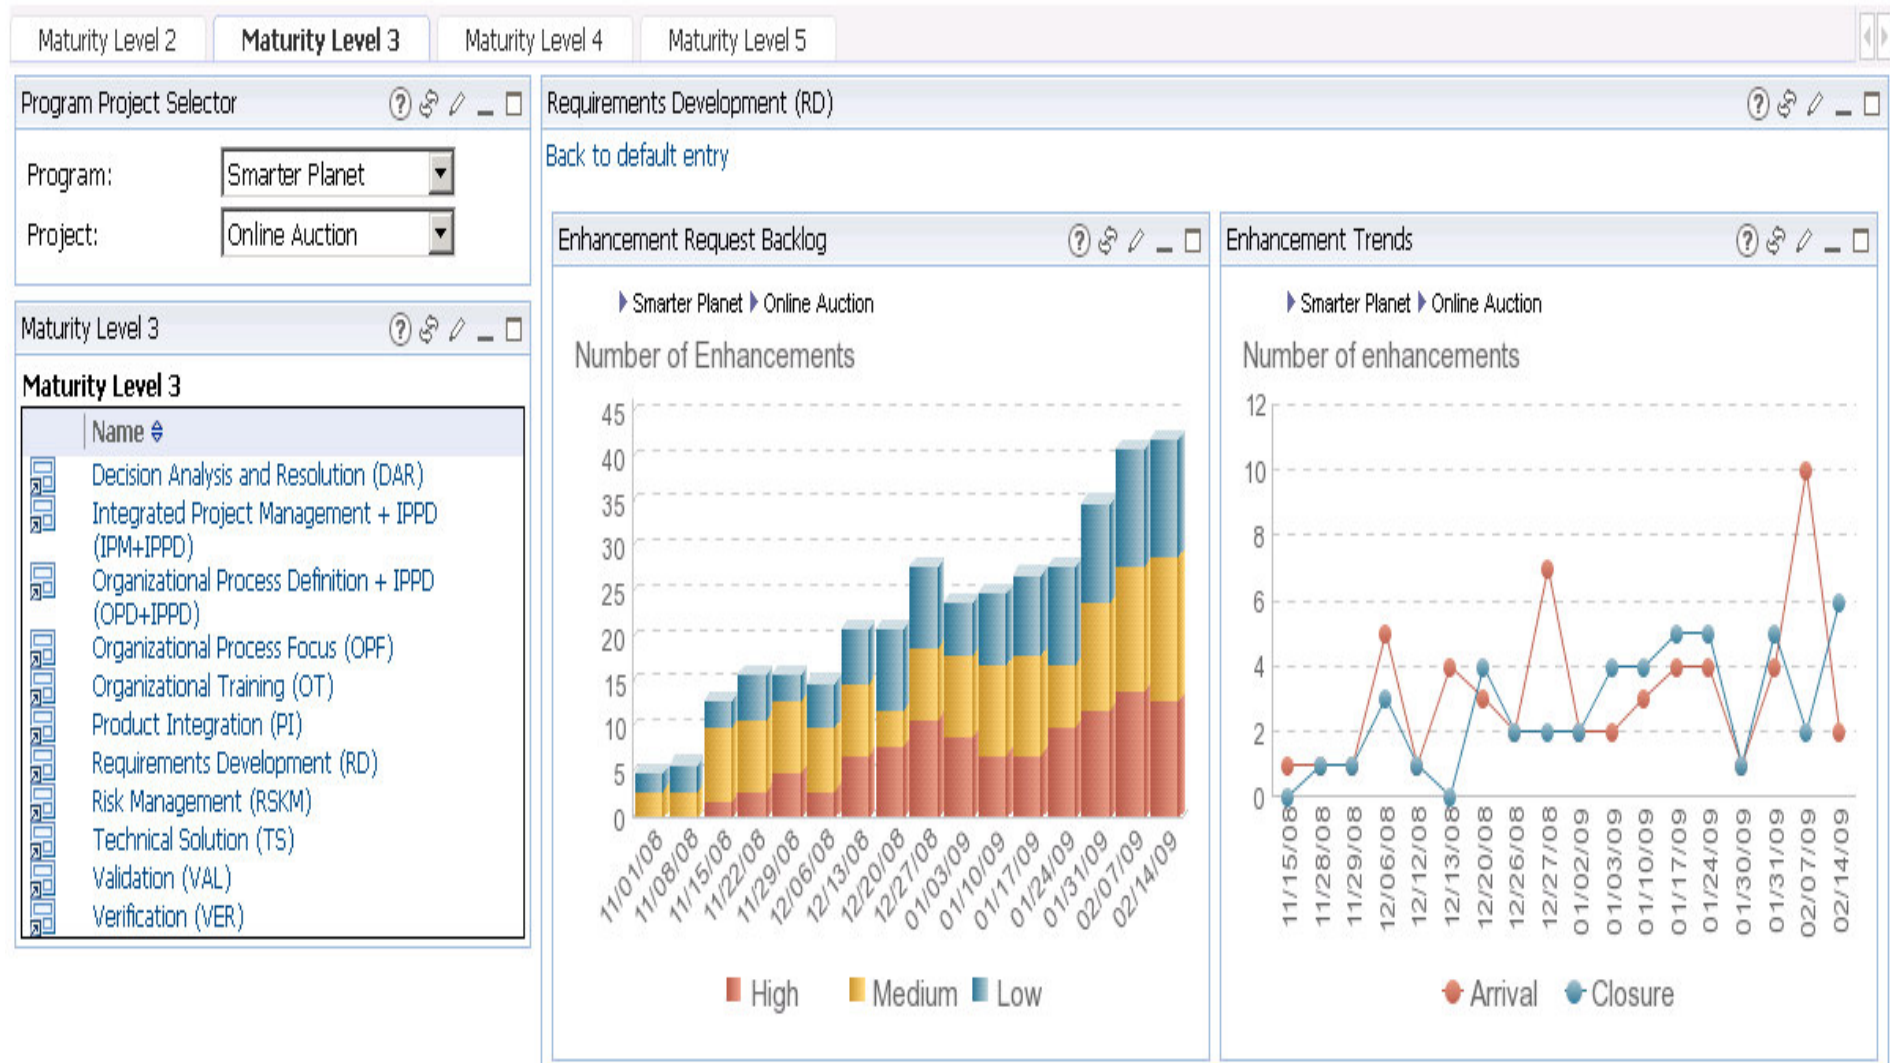 Maturity Level 2
Maturity Level 3
Maturity Level 4
Maturity Level 5
Program Project Selector
Program:
Smarter Planet
Project:
Online Auction
Maturity Level 3
Maturity Level 3
Name
Decision Analysis and Resolution (DAR)
Integrated Project Management + IPPD
(IPM+IPPD)
Organizational Process Definition + IPPD
(OPD+IPPD)
Organizational Process Focus (OPF)
Organizational Training (OT)
Product Integration (PI)
Requirements Development (RD)
Risk Management (RSKM)
Technical Solution (TS)
Validation (VAL)
Verification (VER)
Requirements Development (RD)
Back to default entry
Enhancement Request Backlog
Smarter Planet Online Auction
Number of Enhancements
45
40
35
30
25
20
15
10
5
0
11/01/08
11/08/08
11/15/08
11/22/08
11/29/08
12/06/08
12/13/08
12/20/08
12/27/08
01/03/09
01/10/09
01/17/09
01/24/09
01/31/09
02/07/09
02/14/09
High Medium Low
Enhancement Trends
Smarter Planet Online Auction
Number of enhancements
12
10
8
6
4
2
0
11/15/08
11/28/08
11/29/08
12/06/08
12/12/08
12/13/08
12/20/08
12/26/08
12/27/08
01/02/09
01/03/09
01/10/09
01/17/09
01/24/09
01/30/09
01/31/09
02/07/09
02/14/09
Arrival Closure